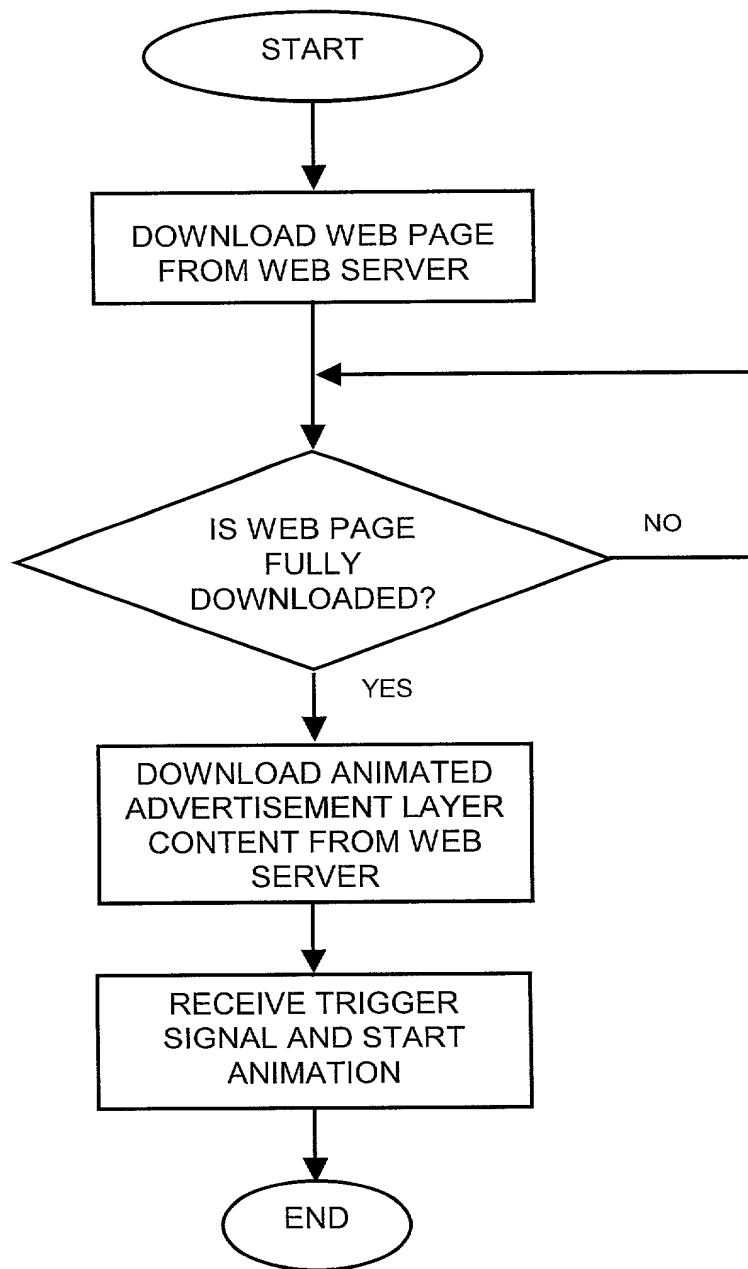 START
DOWNLOAD WEB PAGE
FROM WEB SERVER
IS WEB PAGE
FULLY
DOWNLOADED?
NO
YES
DOWNLOAD ANIMATED
ADVERTISEMENT LAYER
CONTENT FROM WEB
SERVER
RECEIVE TRIGGER
SIGNAL AND START
ANIMATION
END